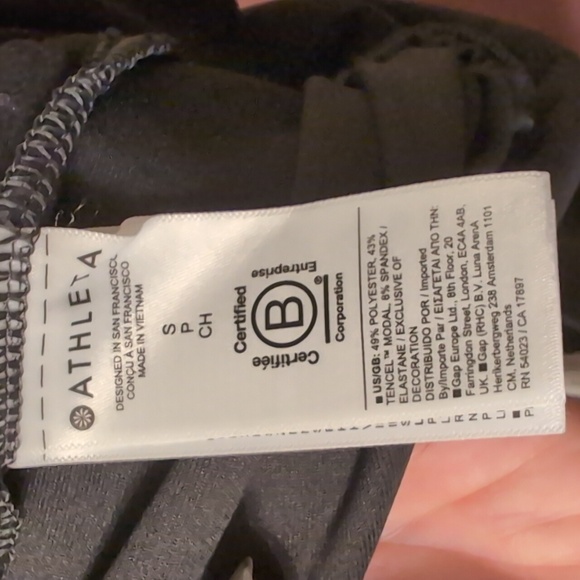 ATHLETA
DESIGNED IN SAN FRANCISCO
CONÇU À SAN FRANCISCO
MADE IN VIETNAM
S
P
CH
Certified
Entreprise
B
®
Certifiée
Corporation
■ US/GB: 49% POLYESTER, 43%
TENCEL™ MODAL, 8% SPANDEX /
ELASTANE / EXCLUSIVE OF
DECORATION
DISTRIBUIDO POR / Imported
By/Importe Par / ΕΙΣΑΓΕΤΑΙ ΑΠΟ ΤΗΝ:
■ Gap Europe Ltd., 8th Floor, 20
Farringdon Street, London, EC4A 4AB,
UK. ■ Gap (RHC) B.V. Luna ArenA
Herikerbergweg 238 Amsterdam 1101
CM. Netherlands
RN 54023 / CA 17897